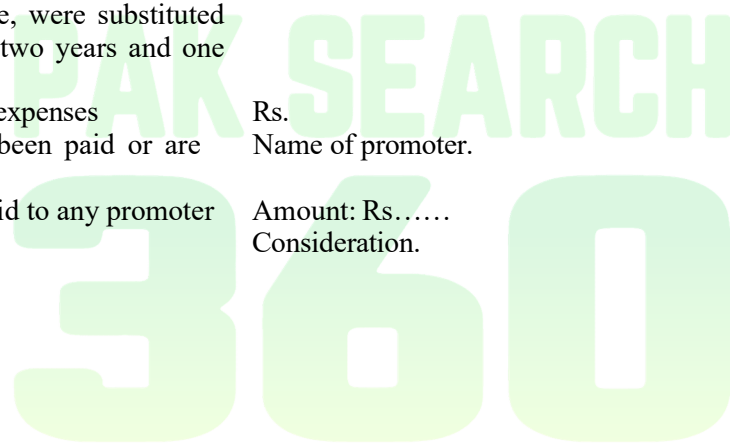 e, were substituted
two years and one
expenses Rs.
been paid or are Name of promoter.
id to any promoter Amount: Rs……
Consideration.
PAK SEARCH
360